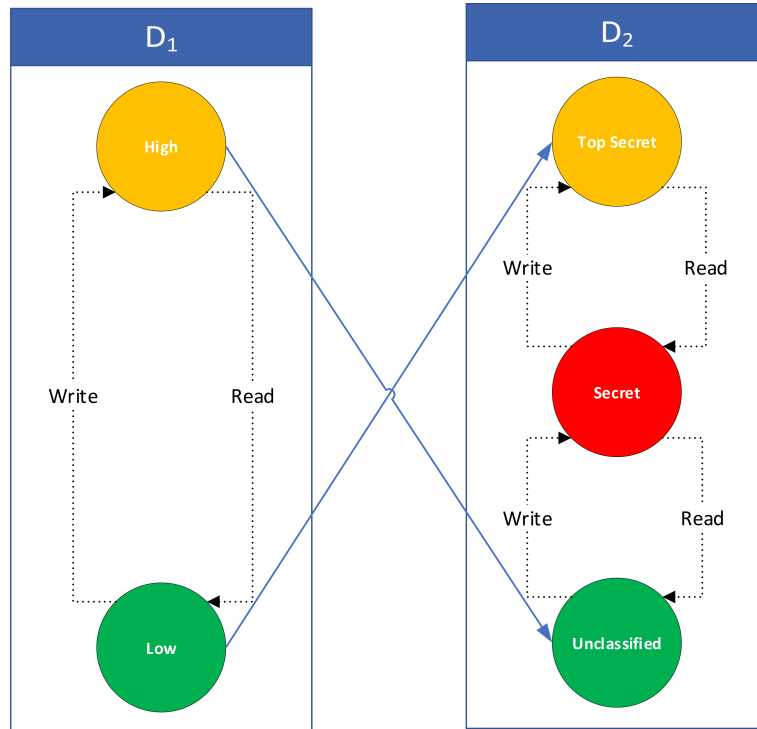 D₁
D₂
High
Top Secret
Write
Read
Write
Read
Secret
Write
Read
Low
Unclassified